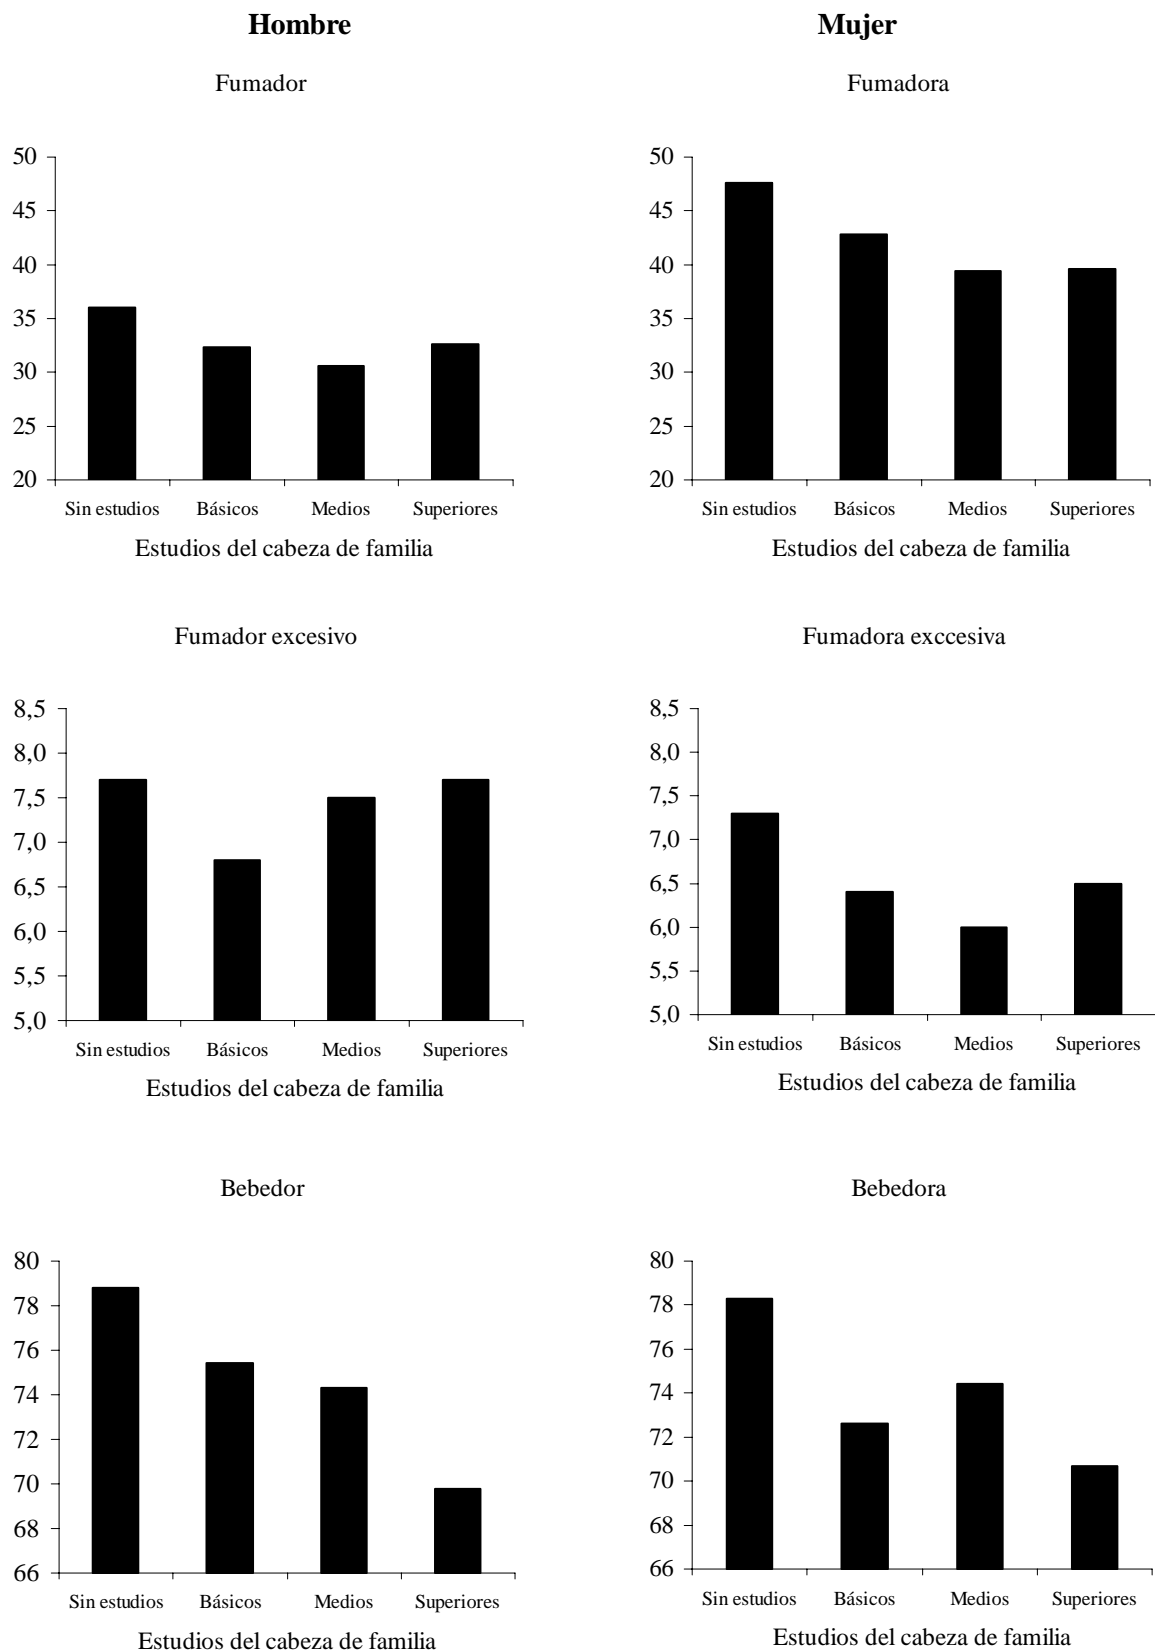 Hombre
Mujer
Fumador
Fumadora
50
45
40
35
30
25
20
Sin estudios Básicos Medios Superiores
Estudios del cabeza de familia
50
45
40
35
30
25
20
Sin estudios Básicos Medios Superiores
Estudios del cabeza de familia
Fumador excesivo
Fumadora exccesiva
8,5
8,0
7,5
7,0
6,5
6,0
5,5
5,0
Sin estudios Básicos Medios Superiores
Estudios del cabeza de familia
8,5
8,0
7,5
7,0
6,5
6,0
5,5
5,0
Sin estudios Básicos Medios Superiores
Estudios del cabeza de familia
Bebedor
Bebedora
80
78
76
74
72
70
68
66
Sin estudios Básicos Medios Superiores
Estudios del cabeza de familia
80
78
76
74
72
70
68
66
Sin estudios Básicos Medios Superiores
Estudios del cabeza de familia